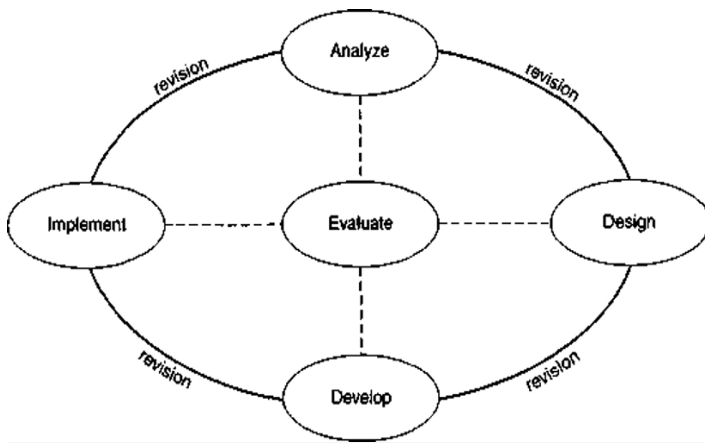 Analyze
revision
revision
Implement
Evaluate
Design
revision
revision
Develop